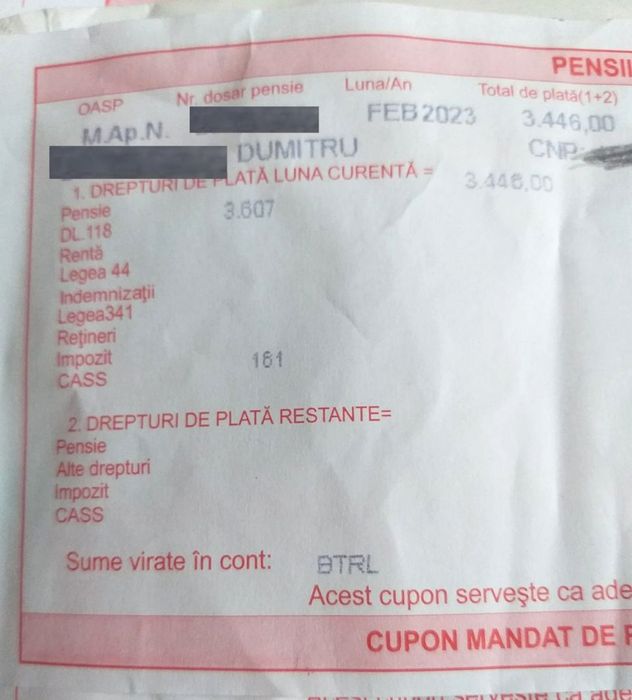 PENSII
OASP Nr. dosar pensie Luna/An Total de plată(1+2)
M.Ap.N. FEB 2023 3.446,00
DUMITRU CNP:
1. DREPTURI DE PLATĂ LUNA CURENTĂ = 3.446,00
Pensie 3.607
DL.118
Rentă
Legea 44
Indemnizaţii
Legea341
Reţineri
Impozit 161
CASS
2. DREPTURI DE PLATĂ RESTANTE=
Pensie
Alte drepturi
Impozit
CASS
Sume virate în cont: BTRL
Acest cupon serveşte ca ade
CUPON MANDAT DE P